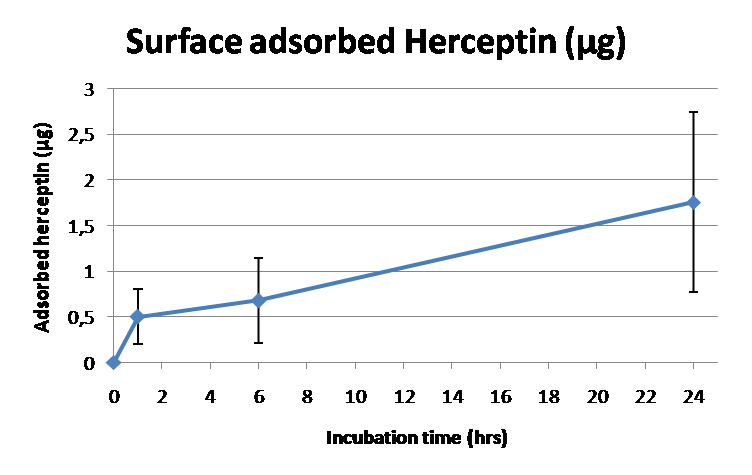 Surface adsorbed Herceptin (µg)
Adsorbed herceptin (µg)
3
2,5
2
1,5
1
0,5
0
0 2 4 6 8 10 12 14 16 18 20 22 24
Incubation time (hrs)